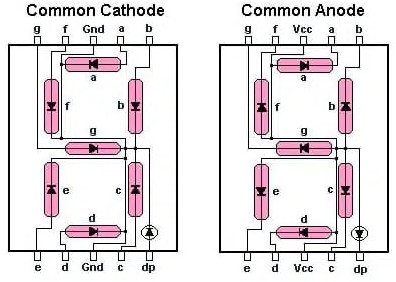 Common Cathode Common Anode
g f Gnd a b g f Vcc a b
a a
f b f b
g g
e c e c
d d
e d Gnd c dp e d Vcc c dp